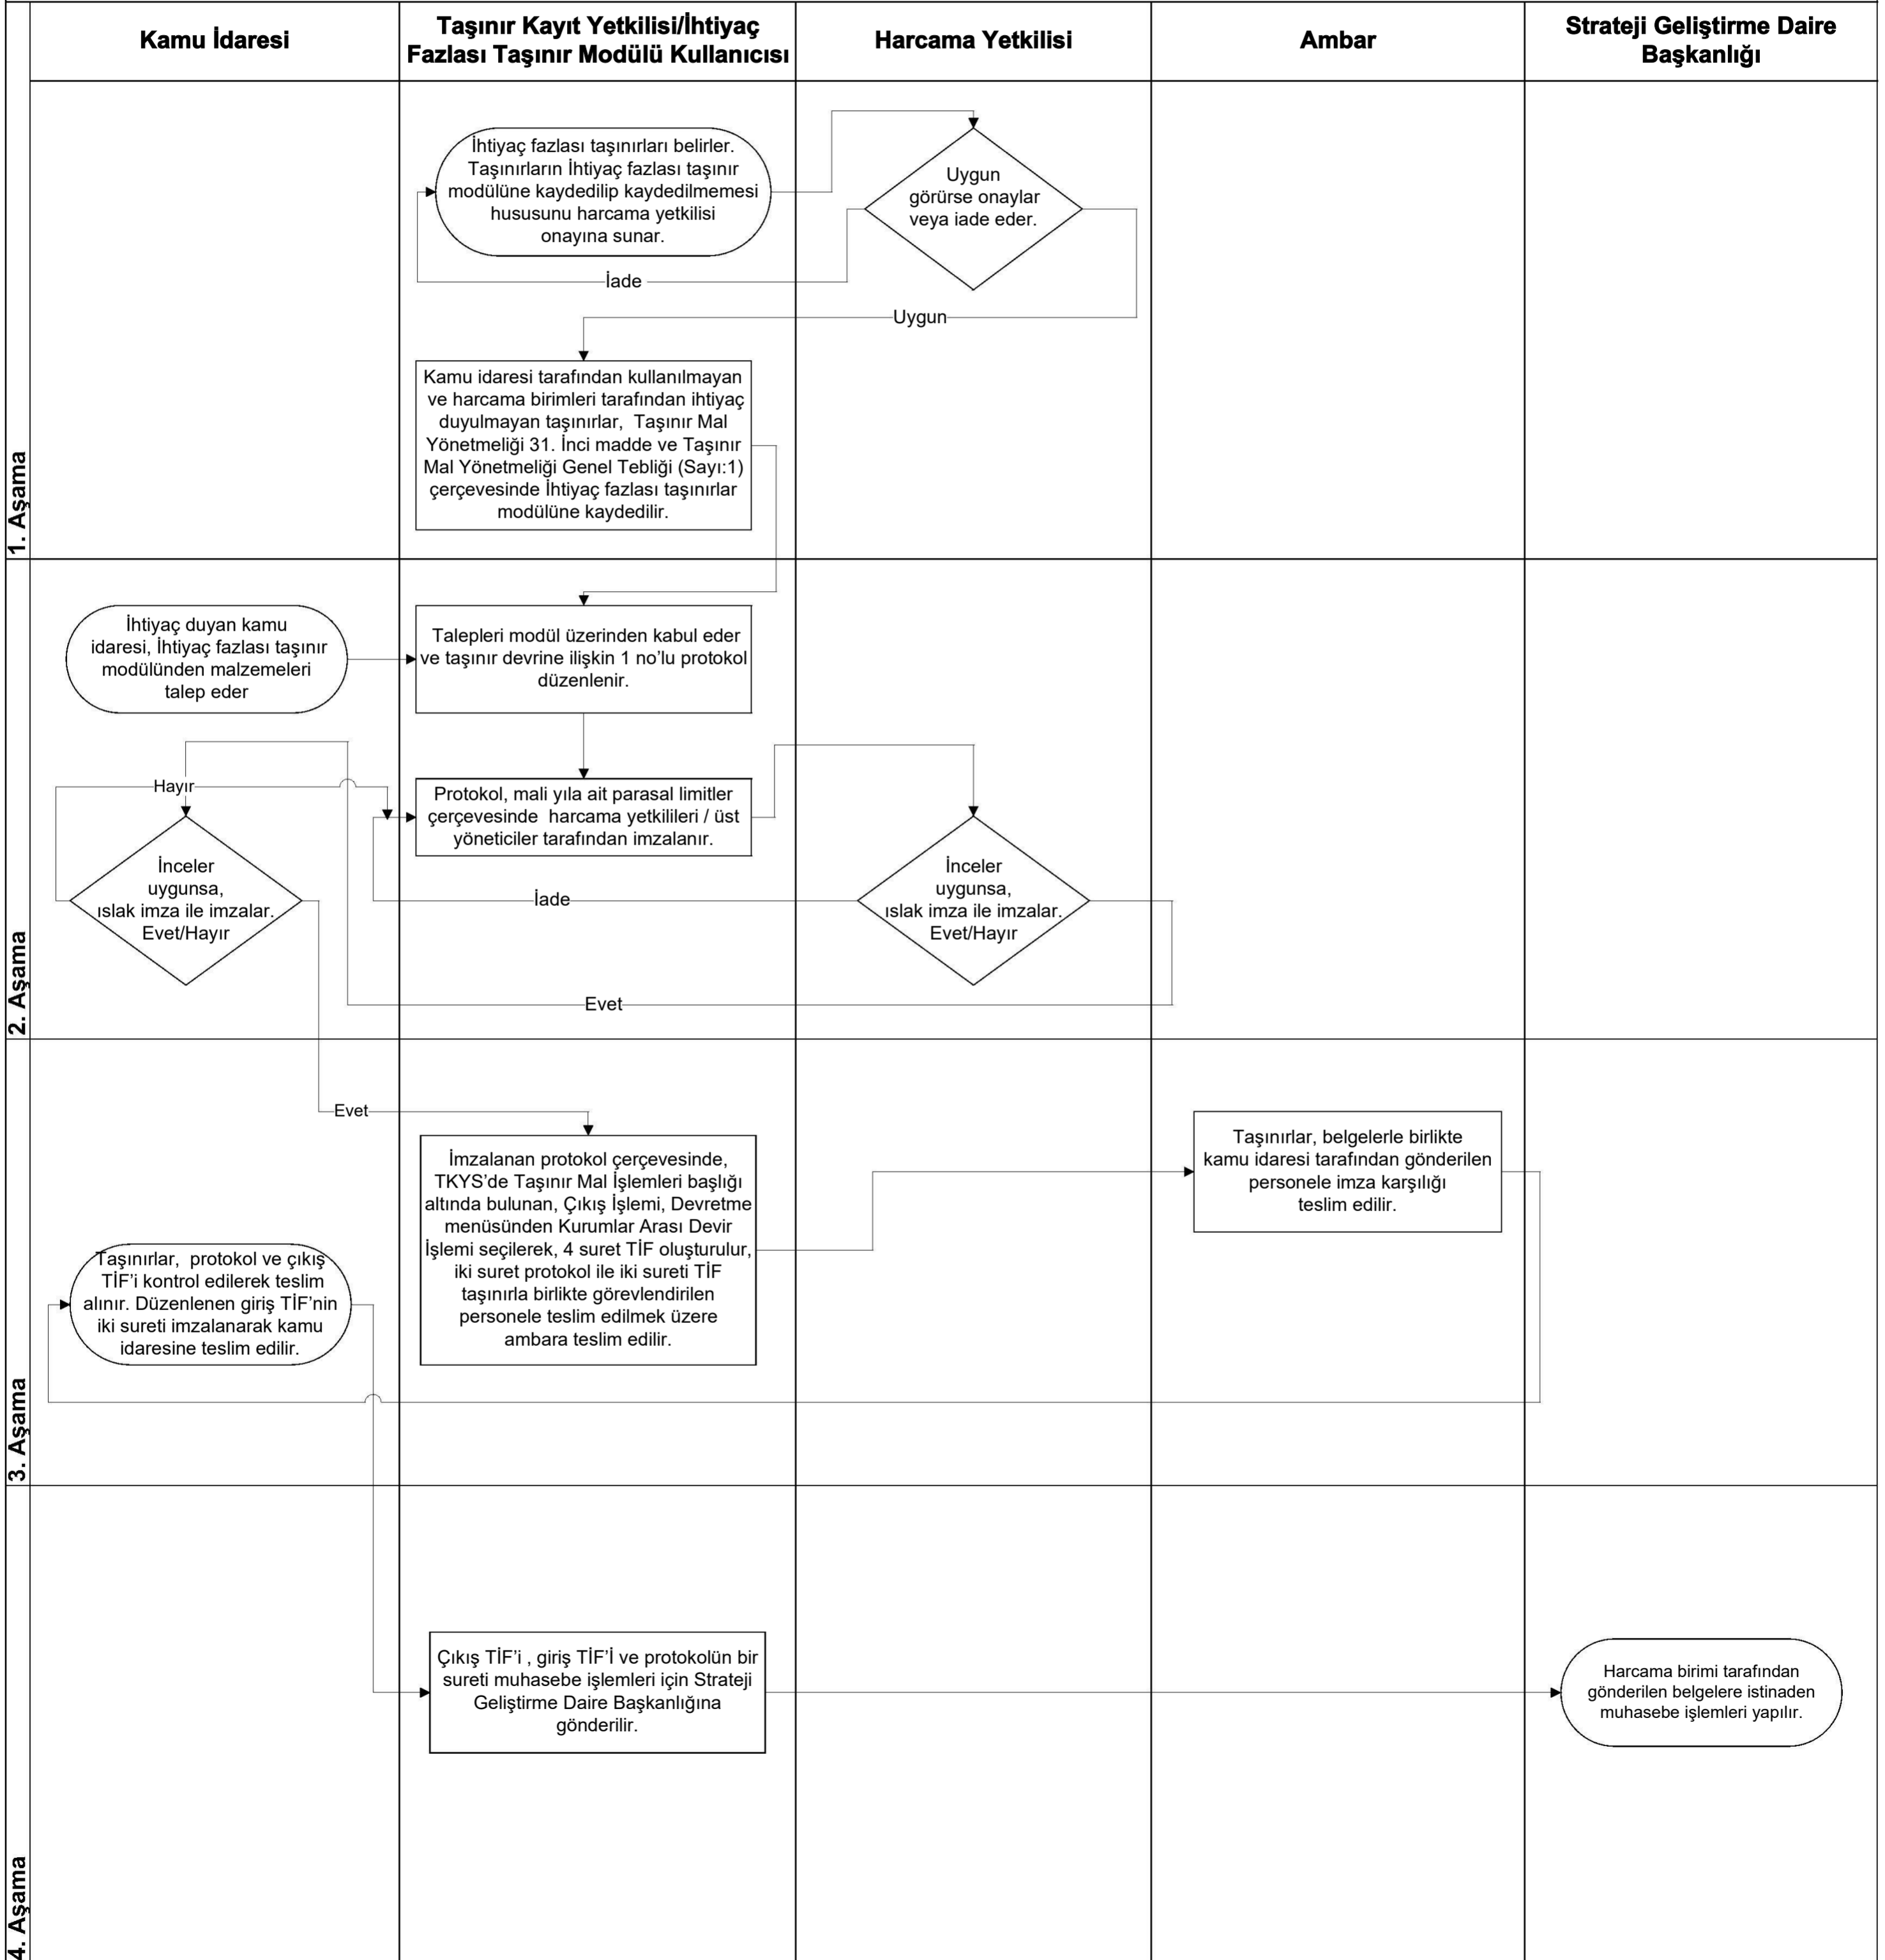 Kamu İdaresi
Taşınır Kayıt Yetkilisi/İhtiyaç
Fazlası Taşınır Modülü Kullanıcısı
Harcama Yetkilisi
Ambar
Strateji Geliştirme Daire
Başkanlığı
1. Aşama
İhtiyaç fazlası taşınırları belirler.
Taşınırların İhtiyaç fazlası taşınır
modülüne kaydedilip kaydedilmemesi
hususunu harcama yetkilisi
onayına sunar.
Uygun
görürse onaylar
veya iade eder.
İade
Uygun
Kamu idaresi tarafından kullanılmayan
ve harcama birimleri tarafından ihtiyaç
duyulmayan taşınırlar, Taşınır Mal
Yönetmeliği 31. İnci madde ve Taşınır
Mal Yönetmeliği Genel Tebliği (Sayı:1)
çerçevesinde İhtiyaç fazlası taşınırlar
modülüne kaydedilir.
2. Aşama
İhtiyaç duyan kamu
idaresi, İhtiyaç fazlası taşınır
modülünden malzemeleri
talep eder
Talepleri modül üzerinden kabul eder
ve taşınır devrine ilişkin 1 no’lu protokol
düzenlenir.
Hayır
Protokol, mali yıla ait parasal limitler
çerçevesinde harcama yetkilileri / üst
yöneticiler tarafından imzalanır.
İnceler
uygunsa,
ıslak imza ile imzalar.
Evet/Hayır
İade
İnceler
uygunsa,
ıslak imza ile imzalar.
Evet/Hayır
Evet
3. Aşama
Evet
İmzalanan protokol çerçevesinde,
TKYS’de Taşınır Mal İşlemleri başlığı
altında bulunan, Çıkış İşlemi, Devretme
menüsünden Kurumlar Arası Devir
İşlemi seçilerek, 4 suret TİF oluşturulur,
iki suret protokol ile iki sureti TİF
taşınırla birlikte görevlendirilen
personele teslim edilmek üzere
ambara teslim edilir.
Taşınırlar, belgelerle birlikte
kamu idaresi tarafından gönderilen
personele imza karşılığı
teslim edilir.
Taşınırlar, protokol ve çıkış
TİF’i kontrol edilerek teslim
alınır. Düzenlenen giriş TİF’nin
iki sureti imzalanarak kamu
idaresine teslim edilir.
4. Aşama
Çıkış TİF’i , giriş TİF’İ ve protokolün bir
sureti muhasebe işlemleri için Strateji
Geliştirme Daire Başkanlığına
gönderilir.
Harcama birimi tarafından
gönderilen belgelere istinaden
muhasebe işlemleri yapılır.